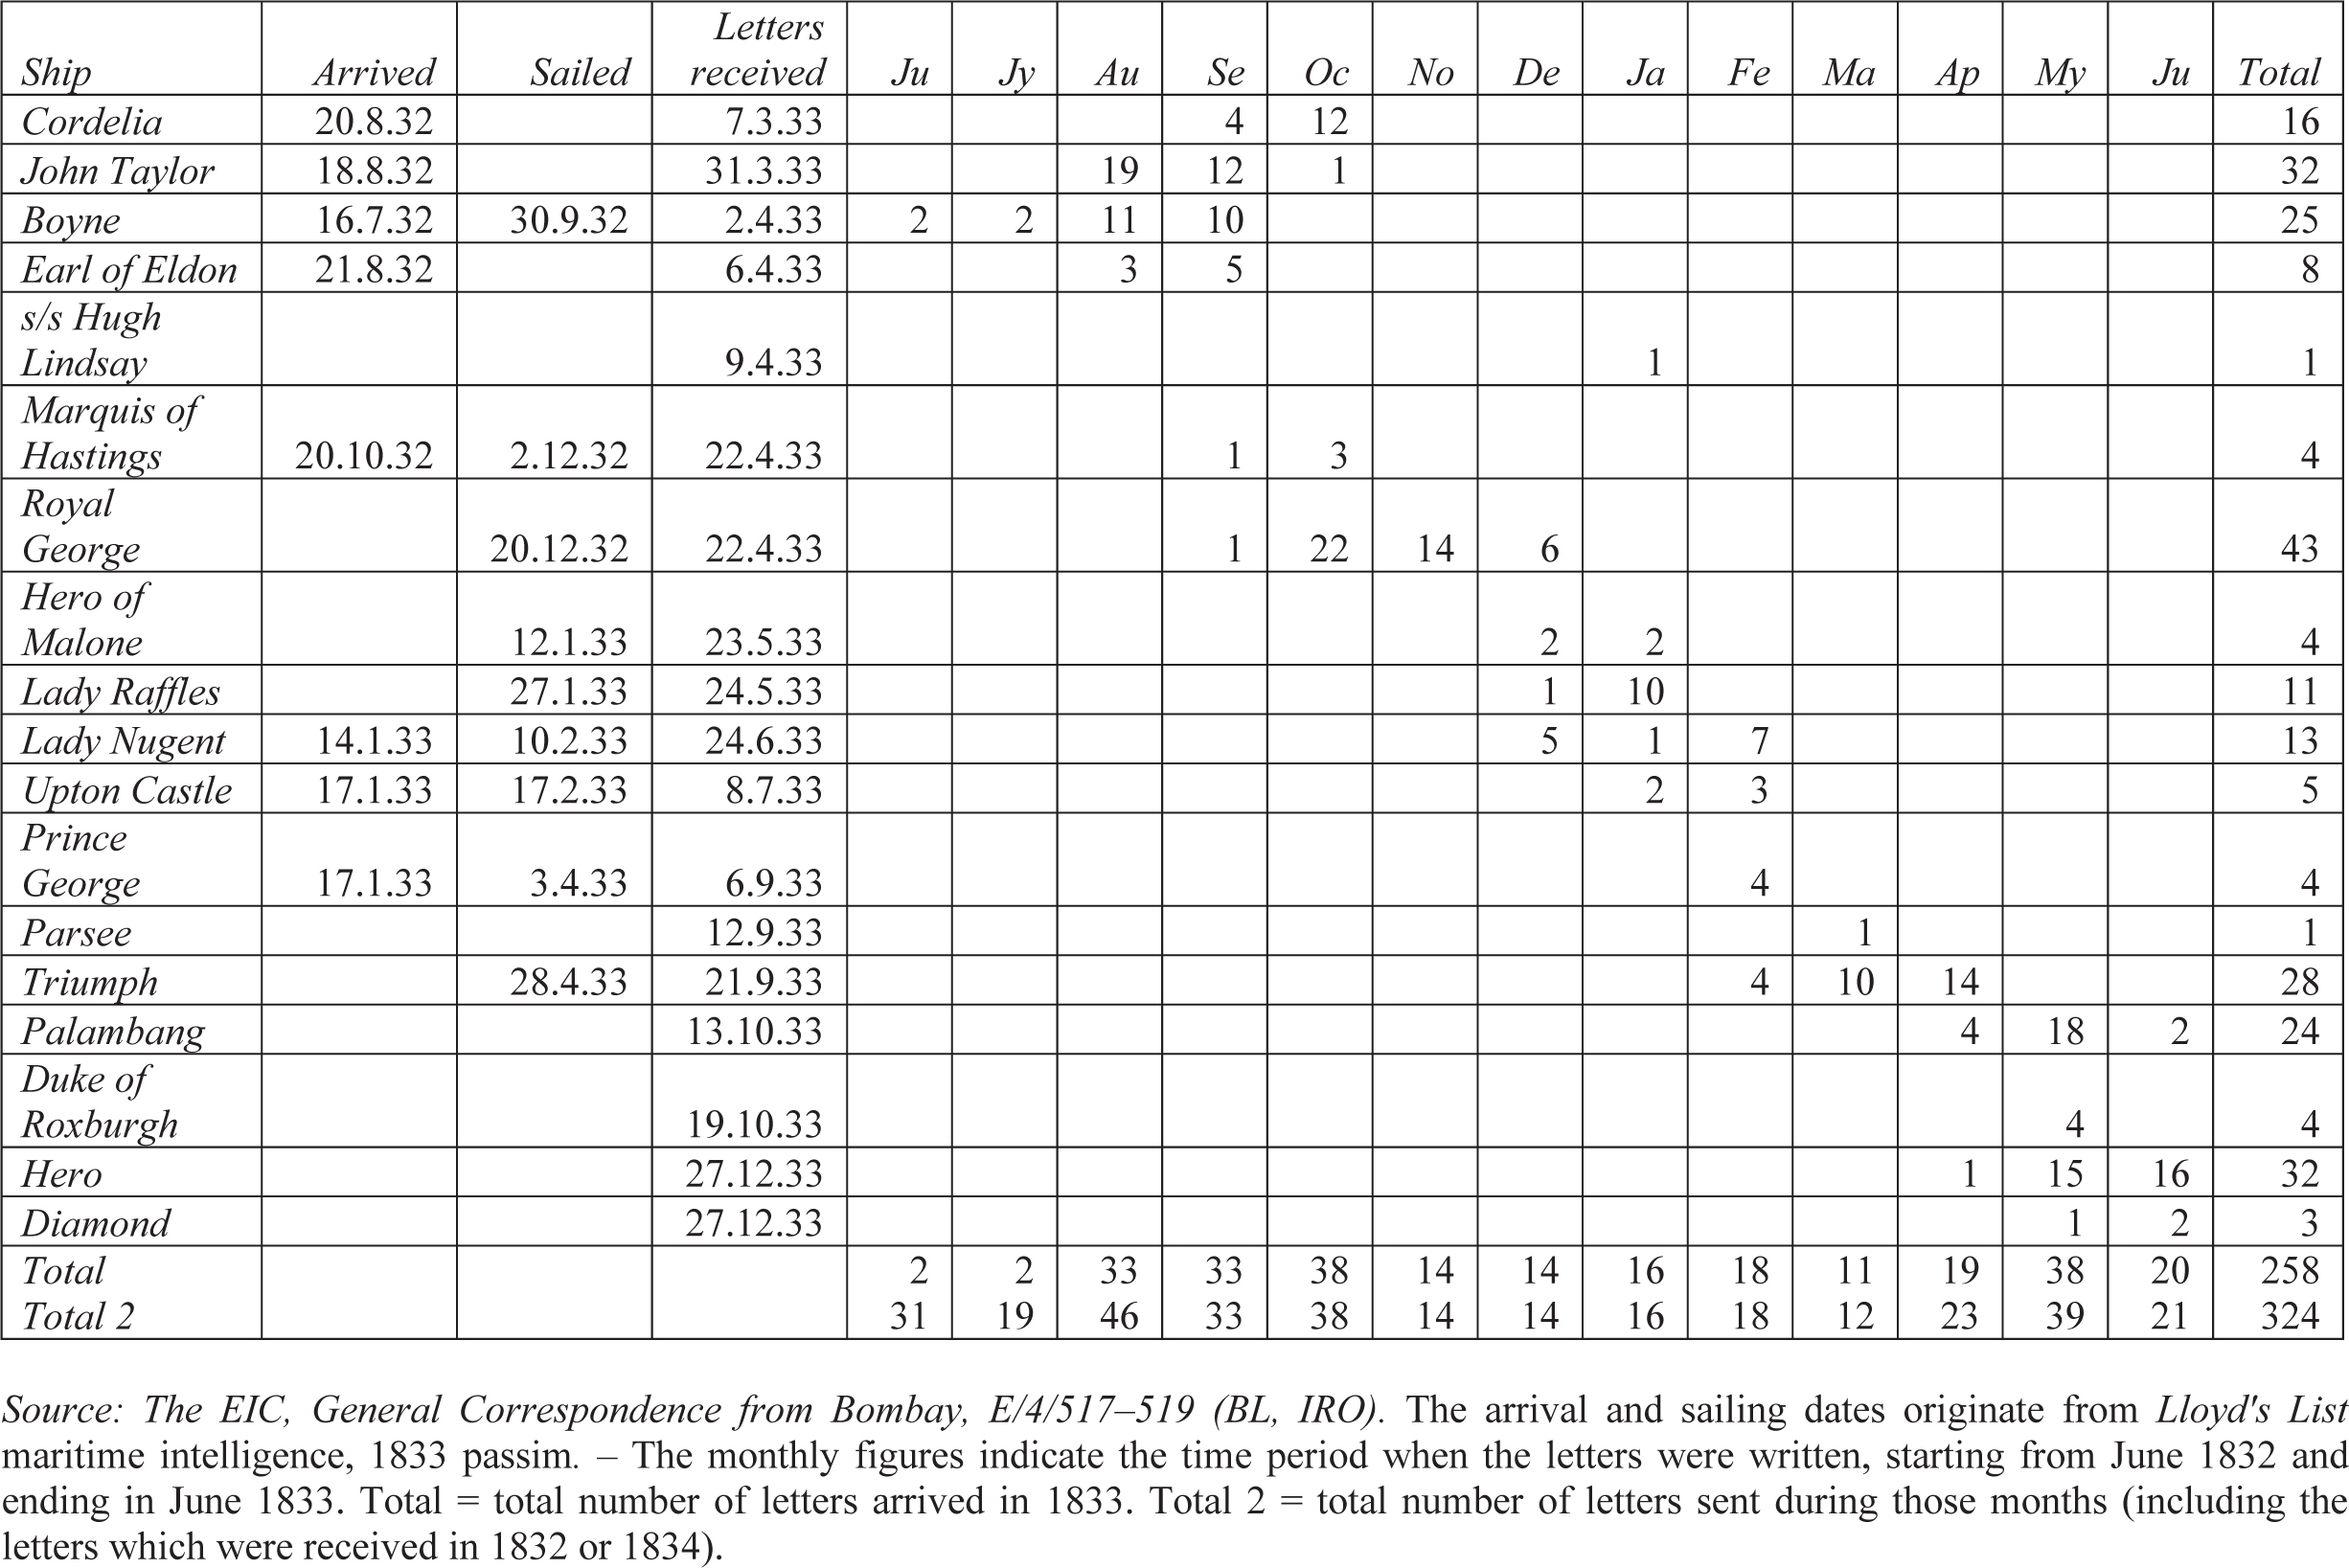 Letters
Ship Arrived Sailed received Ju Jy Au Se Oc No De Ja Fe Ma Ap My Ju Total
Cordelia 20.8.32 7.3.33 4 12 16
John Taylor 18.8.32 31.3.33 19 12 1 32
Boyne 16.7.32 30.9.32 2.4.33 2 2 11 10 25
Earl of Eldon 21.8.32 6.4.33 3 5 8
s/s Hugh
Lindsay 9.4.33 1 1
Marquis of
Hastings 20.10.32 2.12.32 22.4.33 1 3 4
Royal
George 20.12.32 22.4.33 1 22 14 6 43
Hero of
Malone 12.1.33 23.5.33 2 2 4
Lady Raffles 27.1.33 24.5.33 1 10 11
Lady Nugent 14.1.33 10.2.33 24.6.33 5 1 7 13
Upton Castle 17.1.33 17.2.33 8.7.33 2 3 5
Prince
George 17.1.33 3.4.33 6.9.33 4 4
Parsee 12.9.33 1 1
Triumph 28.4.33 21.9.33 4 10 14 28
Palambang 13.10.33 4 18 2 24
Duke of
Roxburgh 19.10.33 4 4
Hero 27.12.33 1 15 16 32
Diamond 27.12.33 1 2 3
Total 2 2 33 33 38 14 14 16 18 11 19 38 20 258
Total 2 31 19 46 33 38 14 14 16 18 12 23 39 21 324
Source: The EIC, General Correspondence from Bombay, E/4/517–519 (BL, IRO). The arrival and sailing dates originate from Lloyd's List
maritime intelligence, 1833 passim. – The monthly figures indicate the time period when the letters were written, starting from June 1832 and
ending in June 1833. Total = total number of letters arrived in 1833. Total 2 = total number of letters sent during those months (including the
letters which were received in 1832 or 1834).